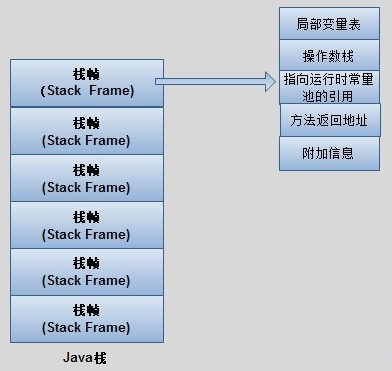 栈帧
(Stack Frame)
栈帧
(Stack Frame)
栈帧
(Stack Frame)
栈帧
(Stack Frame)
栈帧
(Stack Frame)
栈帧
(Stack Frame)
Java栈
局部变量表
操作数栈
指向运行时常量
池的引用
方法返回地址
附加信息